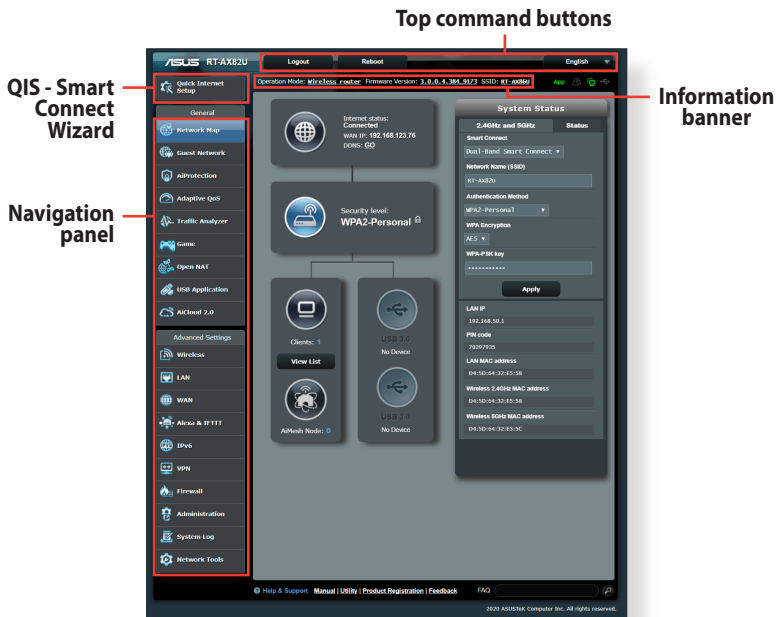 Top command buttons
ASUS RT-AX82U
Logout
Reboot
English
QIS - Smart
Connect
Wizard
Quick Internet
Setup
Operation Mode: Wireless router Firmware Version: 3.0.0.4.384_9173 SSID: RT-AX86U
App
Information
banner
Navigation
panel
General
Network Map
Guest Network
AiProtection
Adaptive QoS
Traffic Analyzer
Game
Open NAT
USB Application
AiCloud 2.0
Advanced Settings
Wireless
LAN
WAN
Alexa & IFTTT
IPv6
VPN
Firewall
Administration
System Log
Network Tools
Internet status:
Connected
WAN IP: 192.168.123.76
DDNS: GO
Security level:
WPA2-Personal
Clients: 1
View List
AiMesh Node: 0
USB 3.0
No Device
USB 3.0
No Device
System Status
2.4GHz and 5GHz
Status
Smart Connect
Dual-Band Smart Connect
Network Name (SSID)
RT-AX82U
Authentication Method
WPA2-Personal
WPA Encryption
AES
WPA-PSK key
•••••••••••
Apply
LAN IP
192.168.50.1
PIN code
70297935
LAN MAC address
D4:5D:64:32:E5:58
Wireless 2.4GHz MAC address
D4:5D:64:32:E5:58
Wireless 5GHz MAC address
D4:5D:64:32:E5:5C
Help & Support Manual | Utility | Product Registration | Feedback
FAQ
2020 ASUSTeK Computer Inc. All rights reserved.